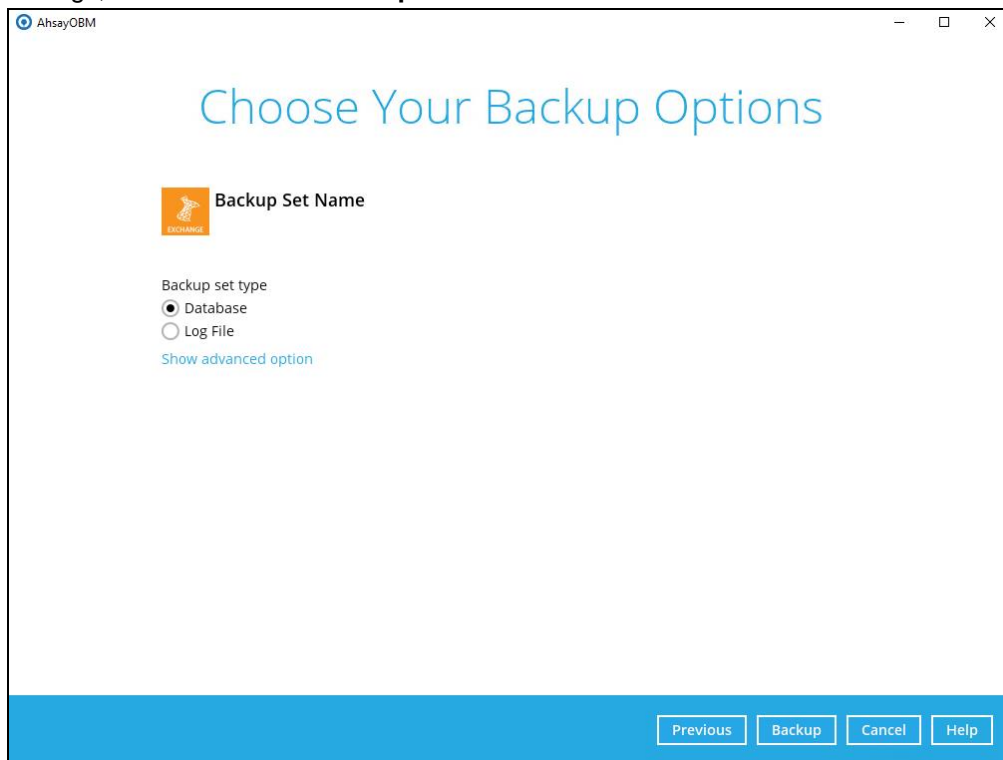 AhsayOBM
Choose Your Backup Options
EXCHANGE
Backup Set Name
Backup set type
Database
Log File
Show advanced option
Previous Backup Cancel Help